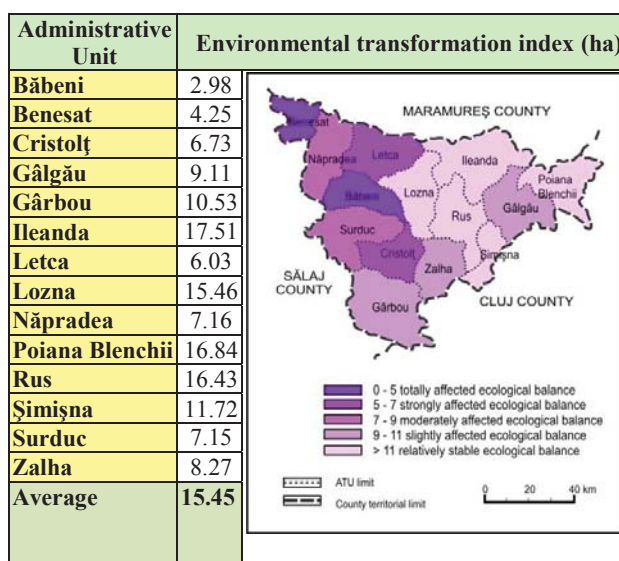 Administrative
Unit
Environmental transformation index (ha)
Băbeni 2.98
Benesat 4.25
Cristolţ 6.73
Gâlgău 9.11
Gârbou 10.53
Ileanda 17.51
Letca 6.03
Lozna 15.46
Năpradea 7.16
Poiana Blenchii 16.84
Rus 16.43
Şimişna 11.72
Surduc 7.15
Zalha 8.27
Average 15.45
MARAMUREŞ COUNTY
Benesat
Năpradea
Letca
Ileanda
Poiana
Blenchii
Băbeni
Lozna
Rus
Gâlgău
Surduc
Cristolţ
Zalha
Şimişna
SĂLAJ
COUNTY
Gârbou
CLUJ COUNTY
0 - 5 totally affected ecological balance
5 - 7 strongly affected ecological balance
7 - 9 moderately affected ecological balance
9 - 11 slightly affected ecological balance
> 11 relatively stable ecological balance
ATU limit
County territorial limit
0 20 40 km